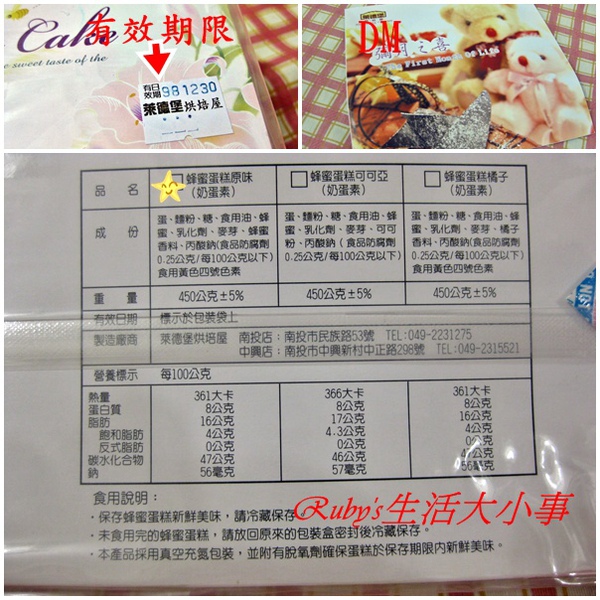 有效期限
Cake
sweet taste of the
有日
效期 981230
萊德堡烘焙屋
萊德堡
DM
彌月之喜
The First Month Of Life
品 名
蜂蜜蛋糕原味
(奶蛋素)
蜂蜜蛋糕可可亞
(奶蛋素)
蜂蜜蛋糕橘子
(奶蛋素)
成 份
蛋、麵粉、糖、食用油、蜂
蜜、乳化劑、麥芽、蜂蜜
香料、丙酸鈉(食品防腐劑
0.25公克/每100公克以下)
食用黃色四號色素
蛋、麵粉、糖、食用油、蜂
蜜、乳化劑、麥芽、可可
粉、丙酸鈉(食品防腐劑
0.25公克/每100公克以下)
蛋、麵粉、糖、食用油、蜂
蜜、乳化劑、麥芽、橘子
香料、丙酸鈉(食品防腐劑
0.25公克/每100公克以下)
重 量
450公克±5%
450公克±5%
450公克±5%
有效日期 標示於包裝袋上
製造廠商 萊德堡烘焙屋 南投店:南投市民族路53號 TEL:049-2231275
中興店:南投市中興新村中正路298號 TEL:049-2315521
營養標示 每100公克
熱量 361大卡 366大卡 361大卡
蛋白質 8公克 8公克 8公克
脂肪 16公克 17公克 16公克
飽和脂肪 4公克 4.3公克 4公克
反式脂肪 0公克 0公克 0公克
碳水化合物 47公克 46公克 47公克
鈉 56毫克 57毫克 56毫克
食用說明:
·保存蜂蜜蛋糕新鮮美味,請冷藏保存
·未食用完的蜂蜜蛋糕,請放回原來的包裝盒密封後冷藏保存。
·本產品採用真空充氮包裝,並附有脫氧劑確保蛋糕於保存期限內新鮮美味。
Ruby's生活大小事